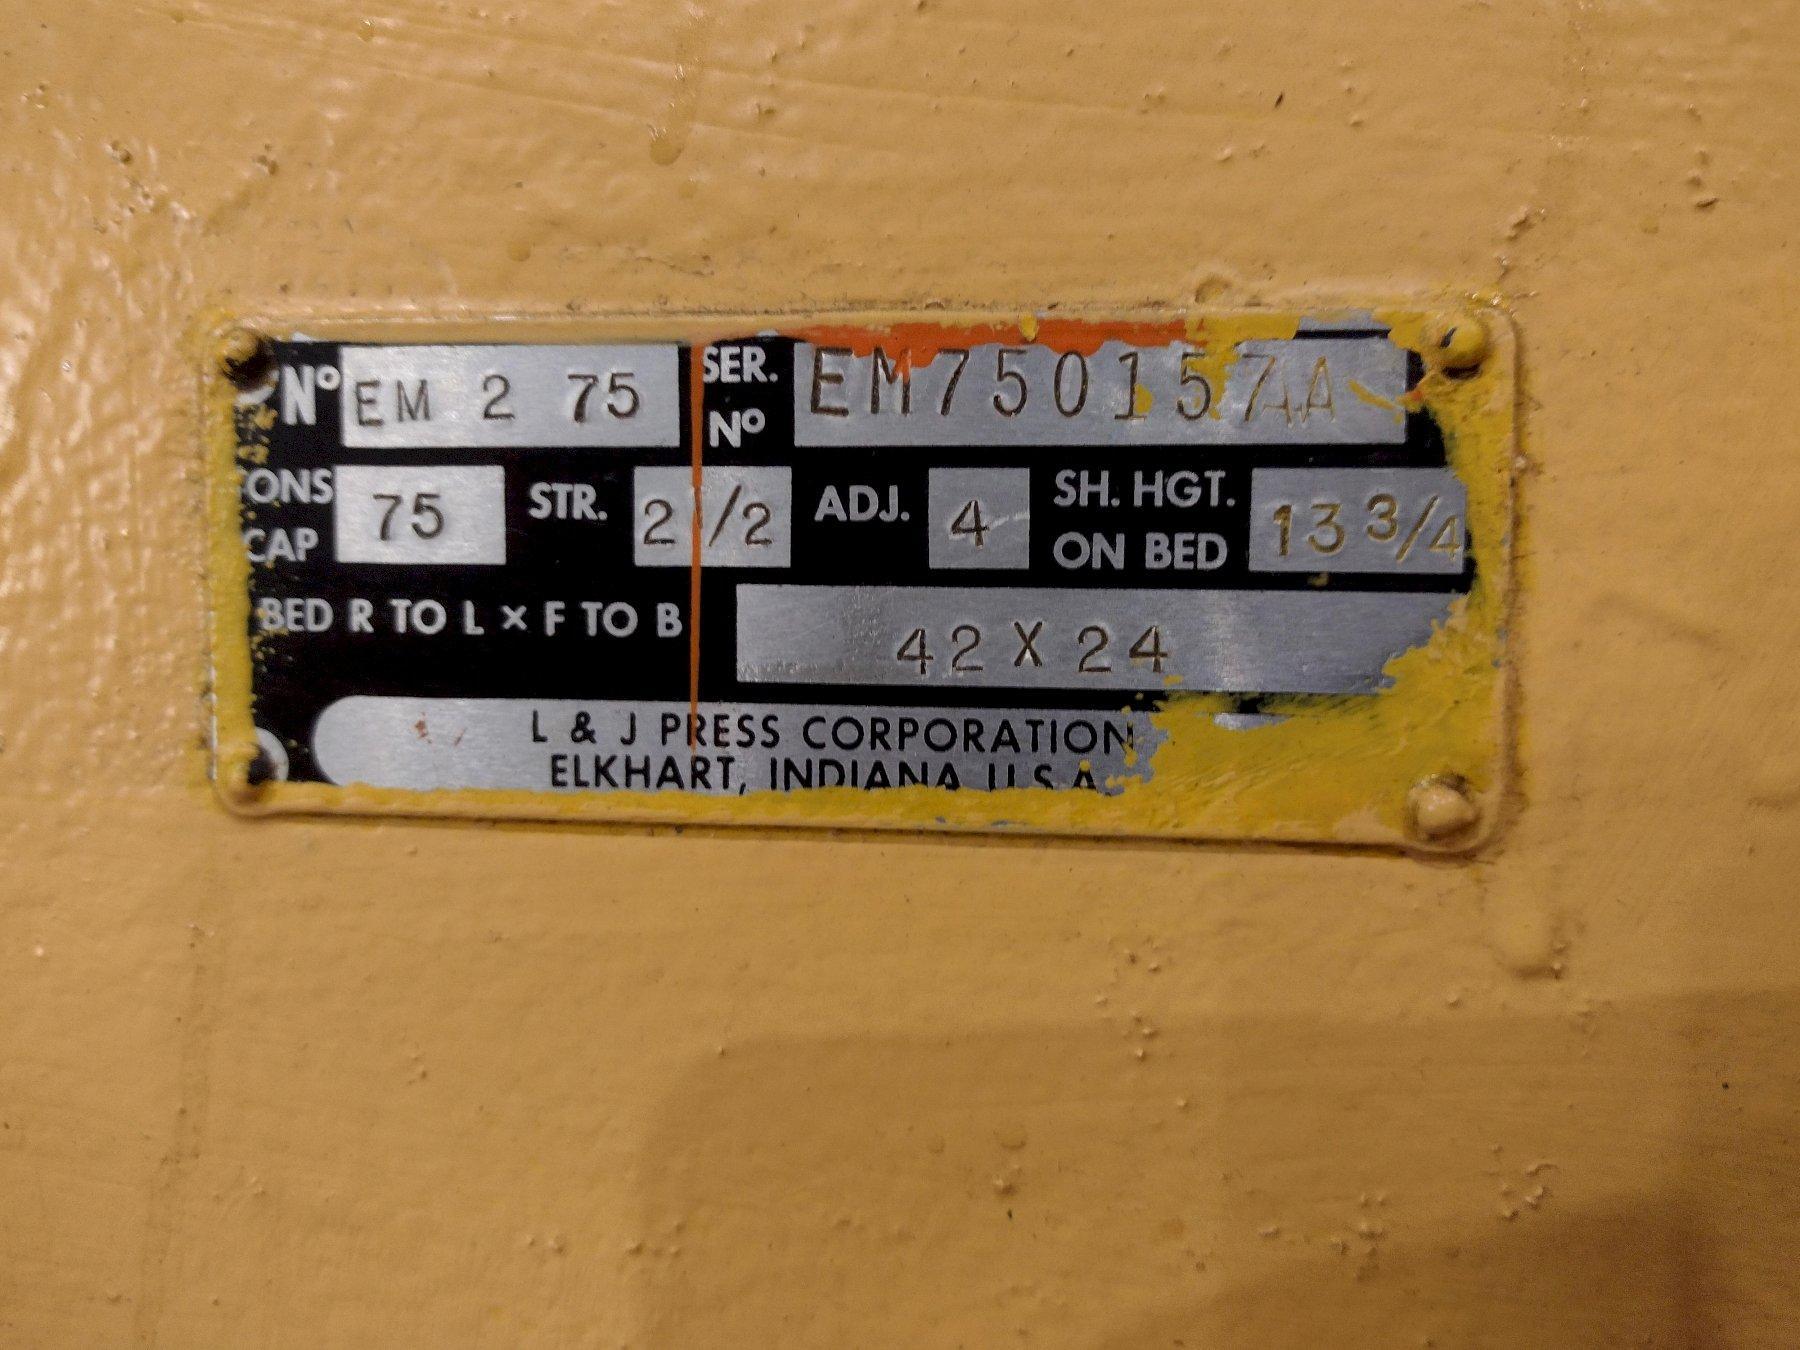 Nº EM 2 75 SER. Nº EM750157AA
ONS CAP 75 STR. 2 1/2 ADJ. 4 SH. HGT. ON BED 13 3/4
BED R TO L × F TO B 42 X 24
L & J PRESS CORPORATION
ELKHART, INDIANA U.S.A.